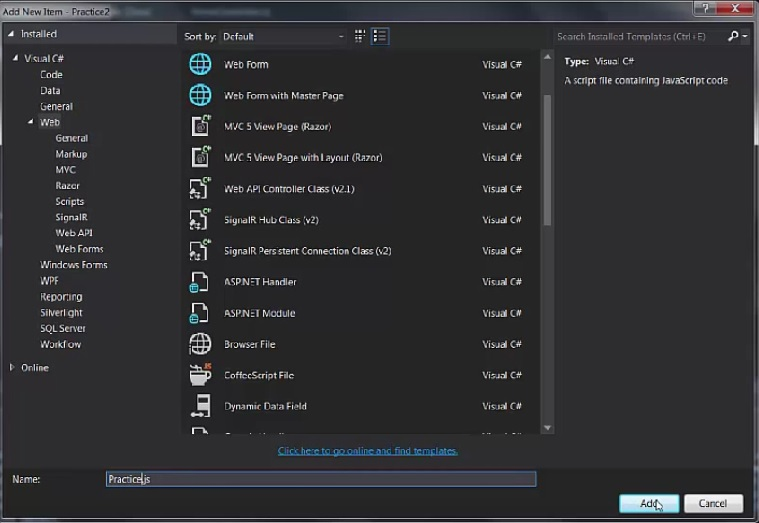 Add New Item - Practice2
Installed
Sort by: Default
Search Installed Templates (Ctrl+E)
Visual C#
Code
Data
General
Web
General
Markup
MVC
Razor
Scripts
SignalR
Web API
Web Forms
Windows Forms
WPF
Reporting
Silverlight
SQL Server
Workflow
Online
Web Form Visual C#
Web Form with Master Page Visual C#
MVC 5 View Page (Razor) Visual C#
MVC 5 View Page with Layout (Razor) Visual C#
Web API Controller Class (v2.1) Visual C#
SignalR Hub Class (v2) Visual C#
SignalR Persistent Connection Class (v2) Visual C#
ASP.NET Handler Visual C#
ASP.NET Module Visual C#
Browser File Visual C#
CoffeeScript File Visual C#
Dynamic Data Field Visual C#
Type: Visual C#
A script file containing JavaScript code
Click here to go online and find templates.
Name: Practice.js
Add Cancel